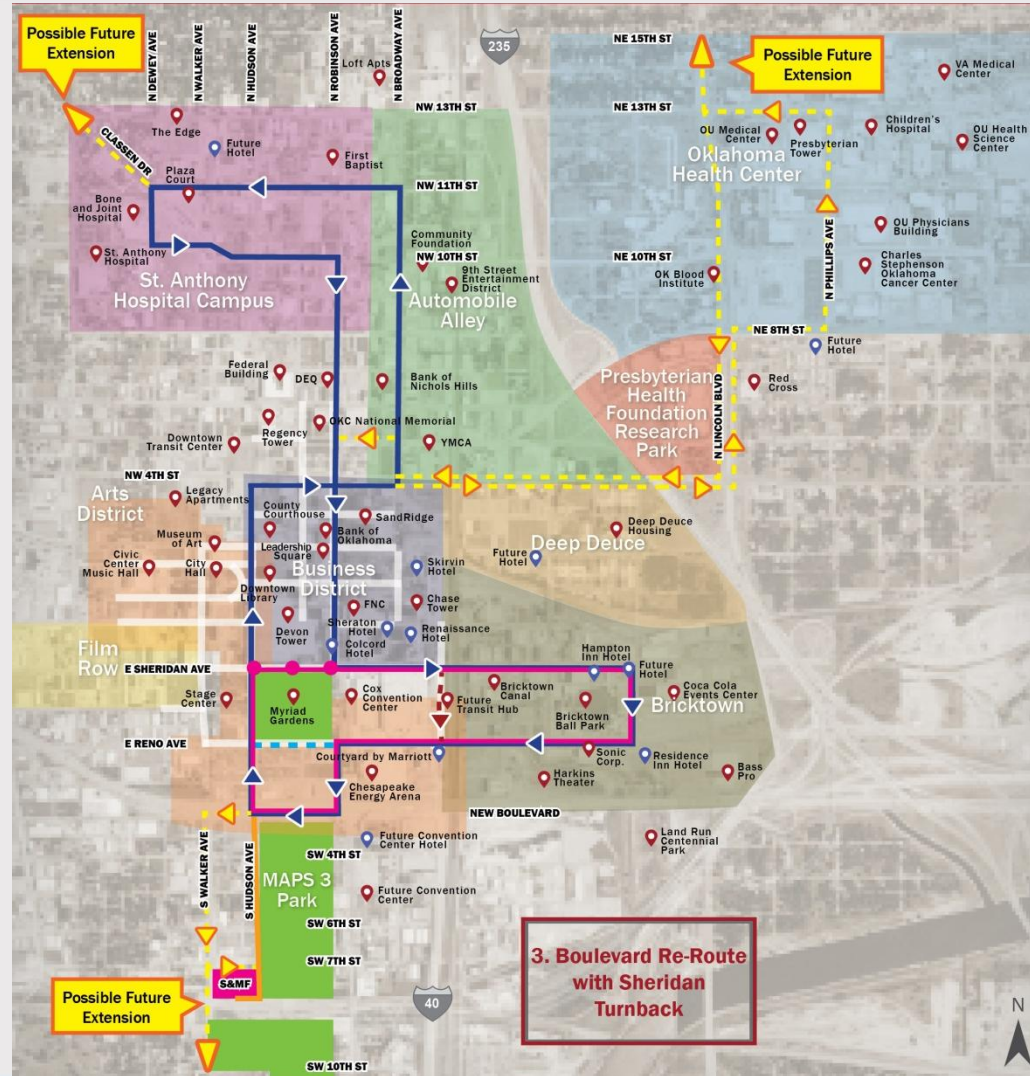 Possible Future
Extension
N DEWEY AVE
N WALKER AVE
N HUDSON AVE
N ROBINSON AVE
N BROADWAY AVE
Loft Apts
235
NE 15TH ST
Possible Future
Extension
VA Medical
Center
NW 13TH ST
NE 13TH ST
The Edge
Future
Hotel
CLASSEN DR
First
Baptist
OU Medical
Center
Presbyterian
Tower
Children's
Hospital
OU Health
Science
Center
Oklahoma
Health Center
Plaza
Court
NW 11TH ST
Bone
and Joint
Hospital
St. Anthony
Hospital
St. Anthony
Hospital Campus
Community
Foundation
NW 10TH ST
9th Street
Entertainment
District
Automobile
Alley
NE 10TH ST
OK Blood
Institute
N PHILLIPS AVE
OU Physicians
Building
Charles
Stephenson
Oklahoma
Cancer Center
NE 8TH ST
Future
Hotel
Federal
Building
DEQ
Bank of
Nichols Hills
Presbyterian
Health
Foundation
Research
Park
N LINCOLN BLVD
Red
Cross
Regency
Tower
OKC National Memorial
Downtown
Transit Center
YMCA
NW 4TH ST
Arts
District
Legacy
Apartments
County
Courthouse
SandRidge
Bank of
Oklahoma
Deep Deuce
Housing
Deep Deuce
Future
Hotel
Museum
of Art
Leadership
Square
Civic
Center
Music Hall
City
Hall
Business
District
Skirvin
Hotel
Downtown
Library
FNC
Chase
Tower
Devon
Tower
Sheraton
Hotel
Renaissance
Hotel
Colcord
Hotel
Film
Row
E SHERIDAN AVE
Hampton
Inn Hotel
Future
Hotel
Stage
Center
Myriad
Gardens
Cox
Convention
Center
Future
Transit Hub
Bricktown
Canal
Bricktown
Ball Park
Coca Cola
Events Center
Bricktown
E RENO AVE
Courtyard by Marriott
Sonic
Corp.
Residence
Inn Hotel
Chesapeake
Energy Arena
Harkins
Theater
Bass
Pro
NEW BOULEVARD
S WALKER AVE
S HUDSON AVE
Future Convention
Center Hotel
SW 4TH ST
Land Run
Centennial
Park
MAPS 3
Park
Future Convention
Center
SW 6TH ST
SW 7TH ST
S&MF
Possible Future
Extension
40
3. Boulevard Re-Route
with Sheridan
Turnback
N
SW 10TH ST